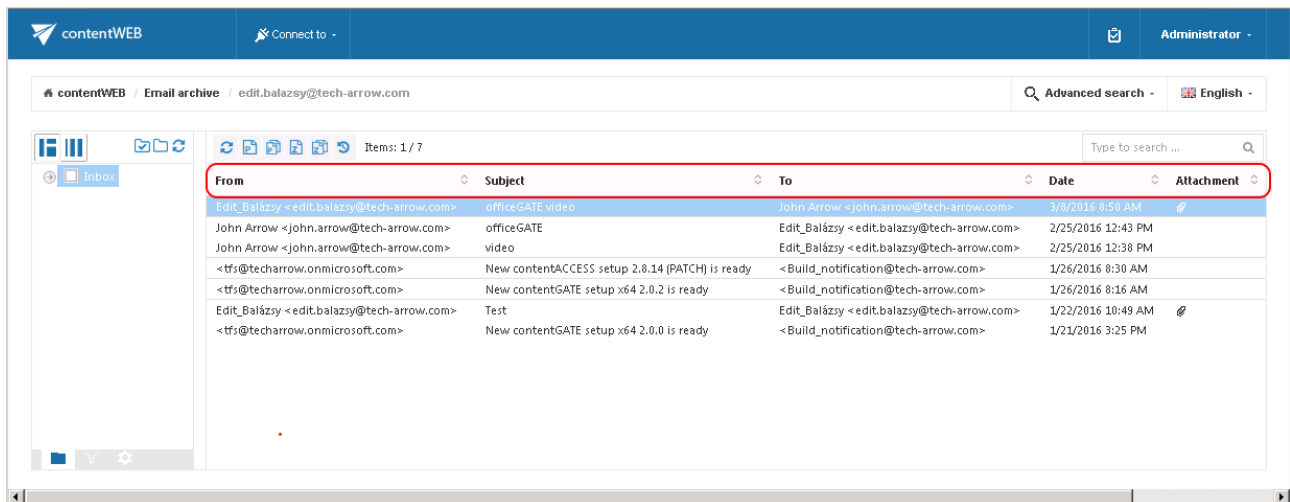 contentWEB Connect to Administrator
contentWEB / Email archive / edit.balazsy@tech-arrow.com Advanced search English
Items: 1 / 7 Type to search ...
Inbox
From Subject To Date Attachment
Edit_Balázsy <edit.balazsy@tech-arrow.com> officeGATE video John Arrow <john.arrow@tech-arrow.com> 3/8/2016 8:50 AM
John Arrow <john.arrow@tech-arrow.com> officeGATE Edit_Balázsy <edit.balazsy@tech-arrow.com> 2/25/2016 12:43 PM
John Arrow <john.arrow@tech-arrow.com> video Edit_Balázsy <edit.balazsy@tech-arrow.com> 2/25/2016 12:38 PM
<tfs@techarrow.onmicrosoft.com> New contentACCESS setup 2.8.14 (PATCH) is ready <Build_notification@tech-arrow.com> 1/26/2016 8:30 AM
<tfs@techarrow.onmicrosoft.com> New contentGATE setup x64 2.0.2 is ready <Build_notification@tech-arrow.com> 1/26/2016 8:16 AM
Edit_Balázsy <edit.balazsy@tech-arrow.com> Test Edit_Balázsy <edit.balazsy@tech-arrow.com> 1/22/2016 10:49 AM
<tfs@techarrow.onmicrosoft.com> New contentGATE setup x64 2.0.0 is ready <Build_notification@tech-arrow.com> 1/21/2016 3:25 PM